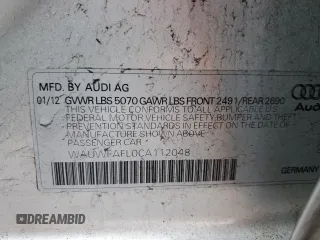 MFD. BY AUDI AG
01/12 GVWR LBS 5070 GAWR LBS FRONT 2491/REAR 2690
THIS VEHICLE CONFORMS TO ALL APPLICABLE U.S.
FEDERAL MOTOR VEHICLE SAFETY, BUMPER AND THEFT
PREVENTION STANDARDS IN EFFECT ON THE DATE OF
MANUFACTURE SHOWN ABOVE.
PASSENGER CAR
WAUWFAFL0CA112048
GERMANY
DREAMBID